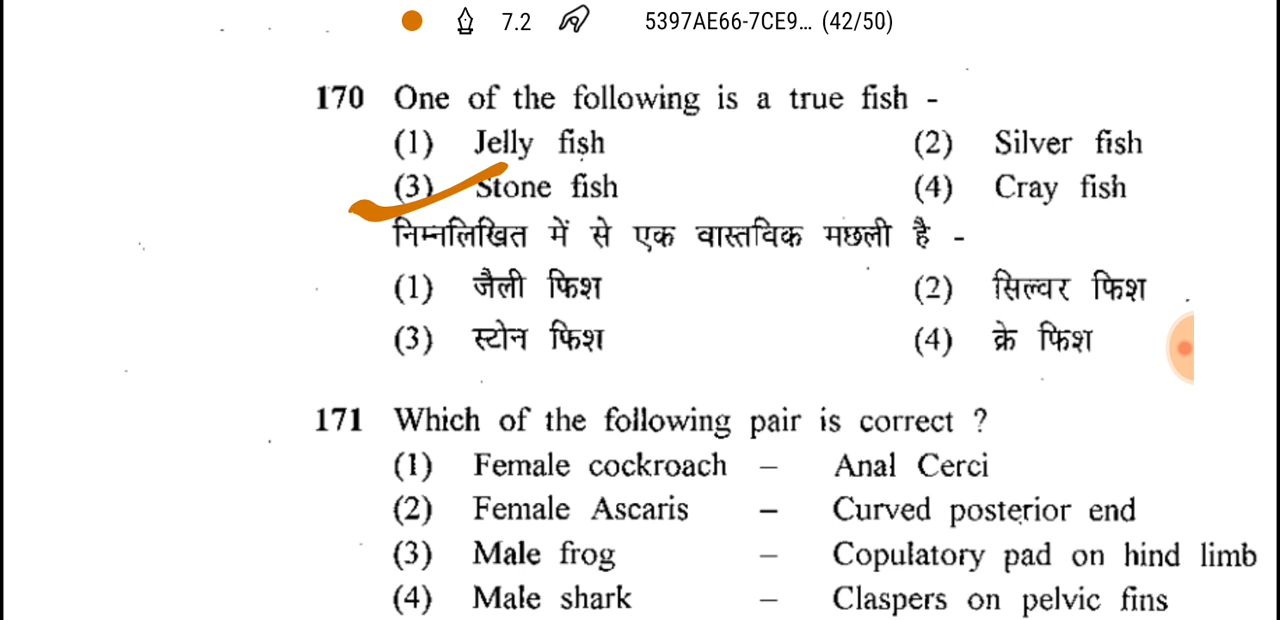 7.2 5397AE66-7CE9... (42/50)
170 One of the following is a true fish -
(1) Jelly fish (2) Silver fish
(3) Stone fish (4) Cray fish
निम्नलिखित में से एक वास्तविक मछली है -
(1) जैली फिश (2) सिल्वर फिश
(3) स्टोन फिश (4) क्रे फिश
171 Which of the following pair is correct ?
(1) Female cockroach – Anal Cerci
(2) Female Ascaris – Curved posterior end
(3) Male frog – Copulatory pad on hind limb
(4) Male shark – Claspers on pelvic fins